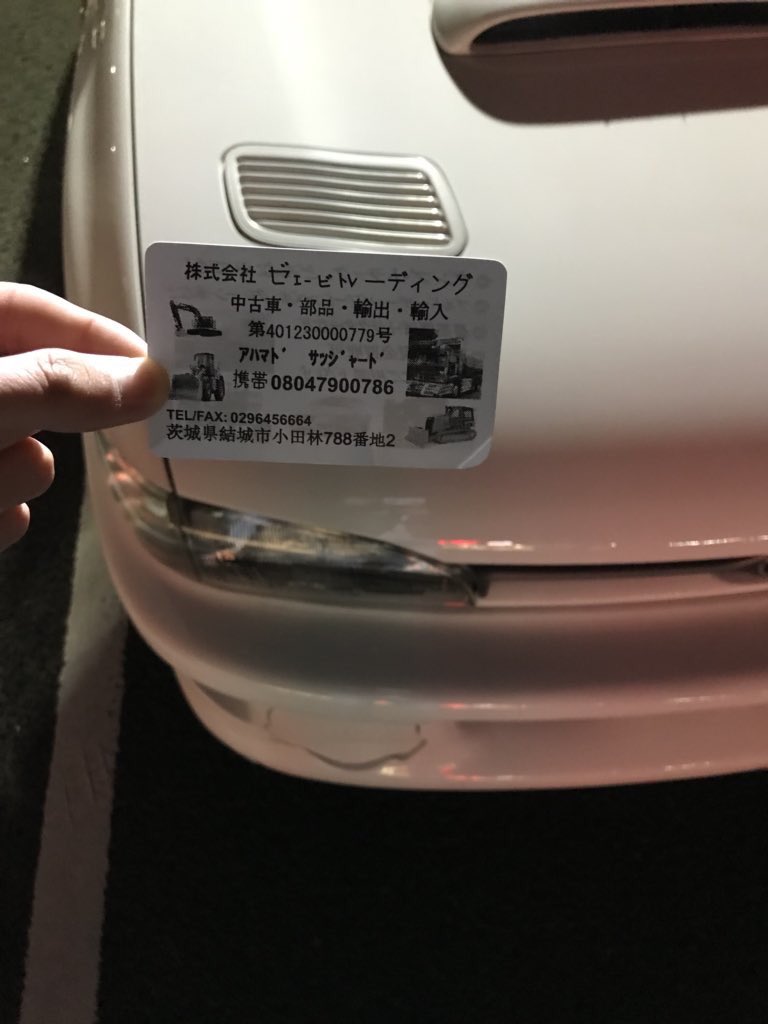 株式会社 ゼェービトレーディング
中古車・部品・輸出・輸入
第401230000779号
ｱﾊﾏﾄﾞ ｻｯｼﾞｬｰﾄﾞ
携帯08047900786
TEL/FAX: 0296456664
茨城県結城市小田林788番地2